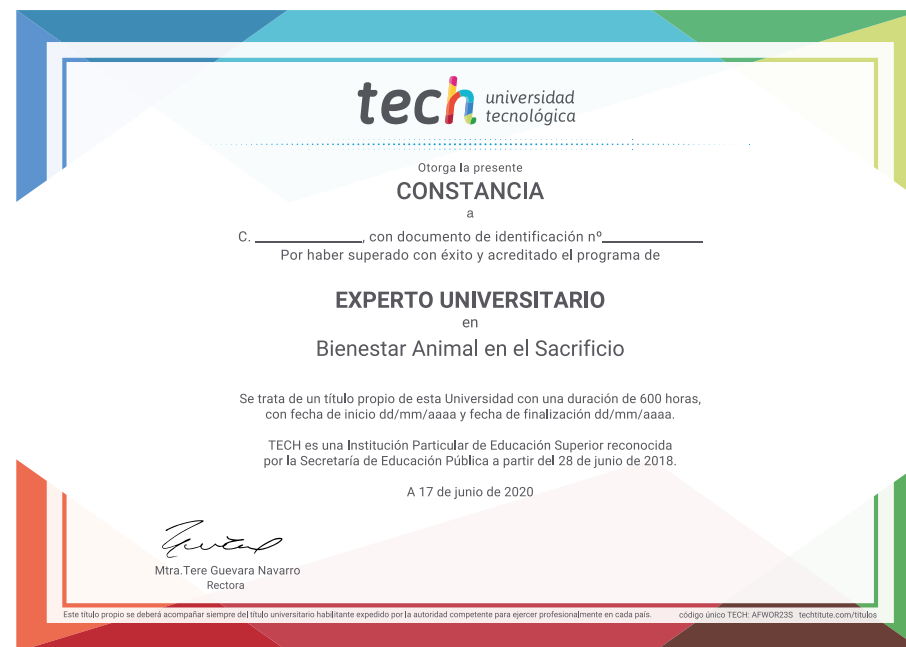 tech universidad
tecnológica
Otorga la presente
CONSTANCIA
a
C. ______________, con documento de identificación nº_____________
Por haber superado con éxito y acreditado el programa de
EXPERTO UNIVERSITARIO
en
Bienestar Animal en el Sacrificio
Se trata de un título propio de esta Universidad con una duración de 600 horas,
con fecha de inicio dd/mm/aaaa y fecha de finalización dd/mm/aaaa.
TECH es una Institución Particular de Educación Superior reconocida
por la Secretaría de Educación Pública a partir del 28 de junio de 2018.
A 17 de junio de 2020
Mtra.Tere Guevara Navarro
Rectora
Este título propio se deberá acompañar siempre del título universitario habilitante expedido por la autoridad competente para ejercer profesionalmente en cada país. código único TECH: AFWOR23S techtitute.com/títulos